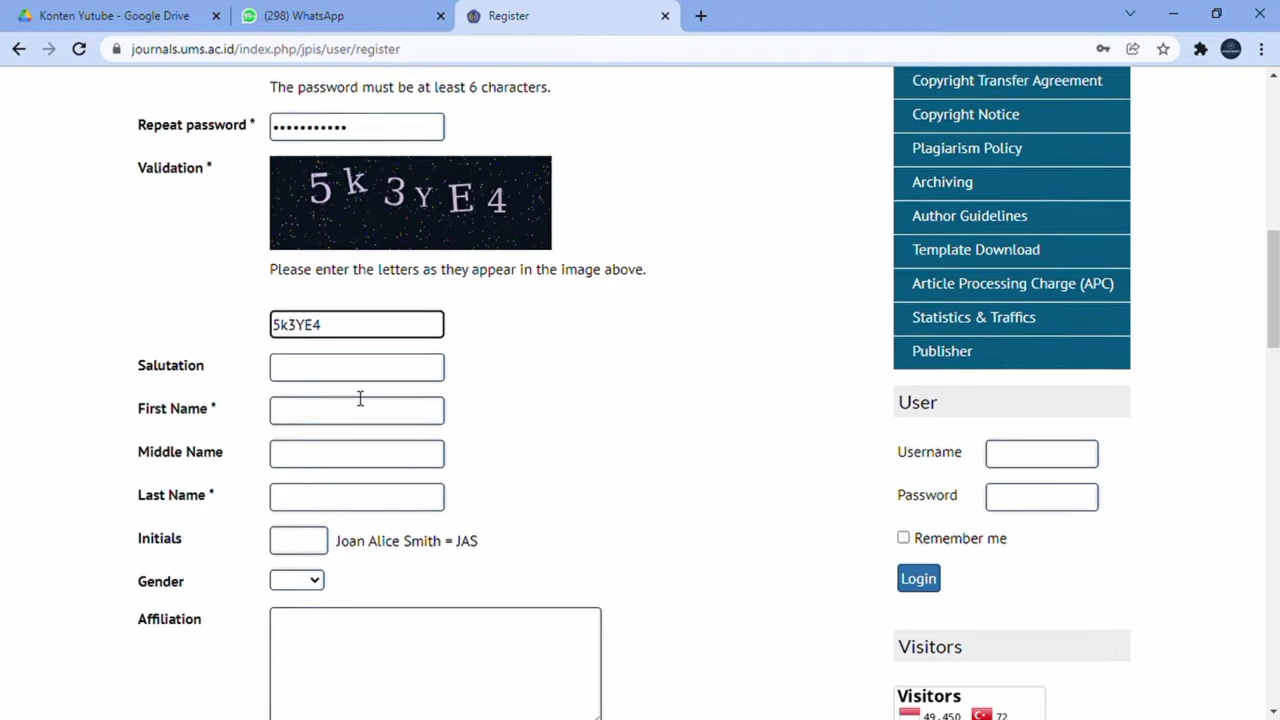 Konten Yutube - Google Drive
(298) WhatsApp
Register
journals.ums.ac.id/index.php/jpis/user/register
The password must be at least 6 characters.
Repeat password *
•••••••••••
Validation *
5k3YE4
Please enter the letters as they appear in the image above.
5k3YE4
Salutation
First Name *
Middle Name
Last Name *
Initials
Joan Alice Smith = JAS
Gender
Affiliation
Copyright Transfer Agreement
Copyright Notice
Plagiarism Policy
Archiving
Author Guidelines
Template Download
Article Processing Charge (APC)
Statistics & Traffics
Publisher
User
Username
Password
Remember me
Login
Visitors
Visitors
49,450
72